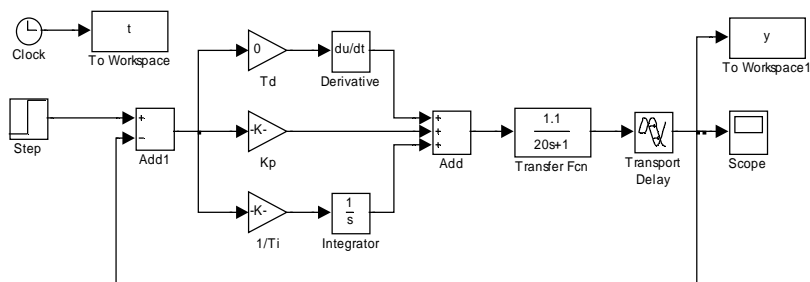 t
Clock
To Workspace
y
To Workspace1
0
Td
du/dt
Derivative
Step
+
−
Add1
-K-
Kp
+
+
+
Add
1.1
20s+1
Transfer Fcn
Transport
Delay
Scope
-K-
1/Ti
1
s
Integrator